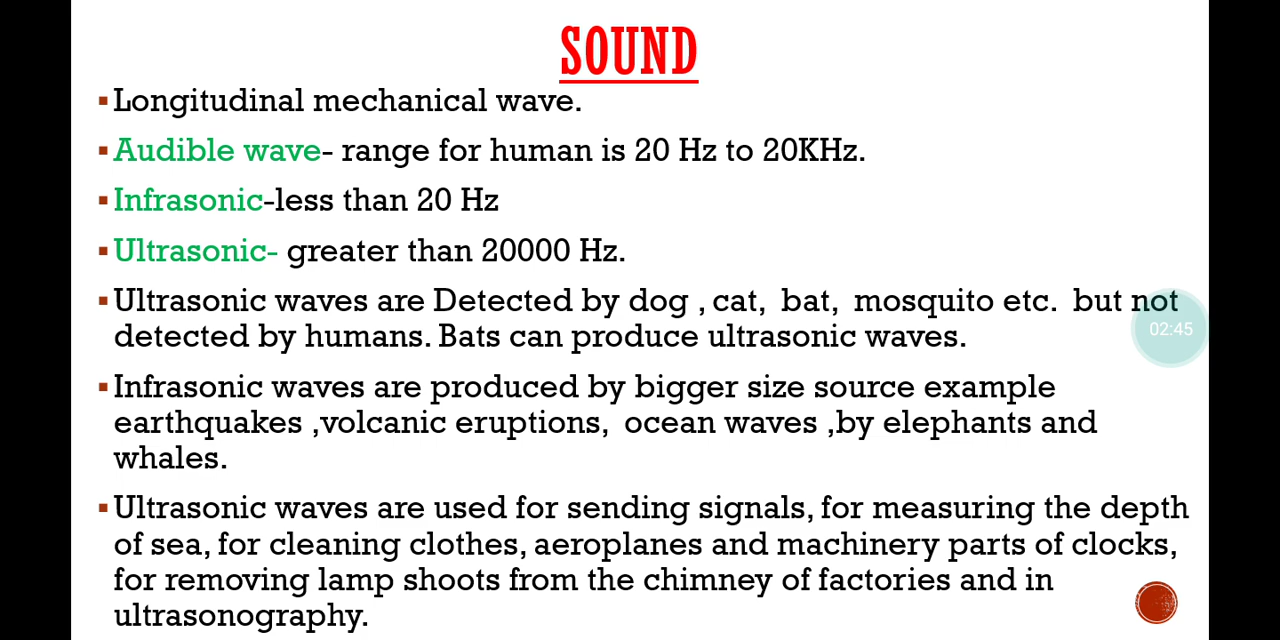 SOUND
▪Longitudinal mechanical wave.
▪Audible wave- range for human is 20 Hz to 20KHz.
▪Infrasonic-less than 20 Hz
▪Ultrasonic- greater than 20000 Hz.
▪Ultrasonic waves are Detected by dog , cat, bat, mosquito etc. but not
detected by humans. Bats can produce ultrasonic waves.
02:45
▪Infrasonic waves are produced by bigger size source example
earthquakes ,volcanic eruptions, ocean waves ,by elephants and
whales.
▪Ultrasonic waves are used for sending signals, for measuring the depth
of sea, for cleaning clothes, aeroplanes and machinery parts of clocks,
for removing lamp shoots from the chimney of factories and in
ultrasonography.